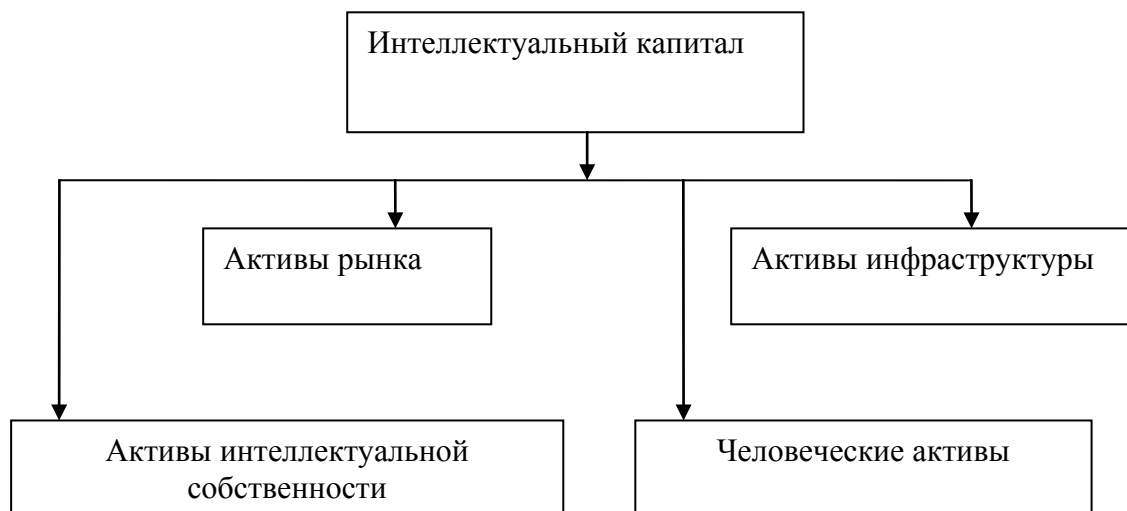 Интеллектуальный капитал
Активы рынка
Активы инфраструктуры
Активы интеллектуальной
собственности
Человеческие активы